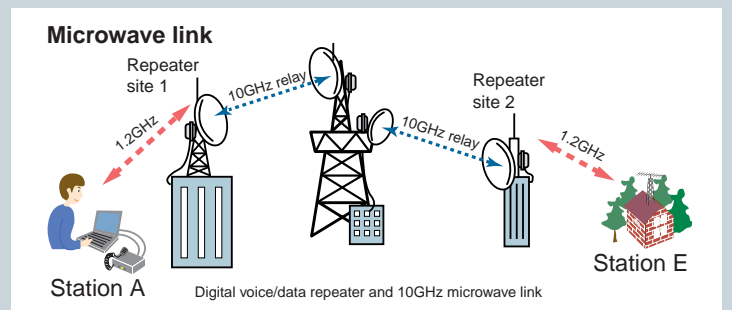 Microwave link
Repeater
site 1
10GHz relay
1.2GHz
Station A
10GHz relay
Repeater
site 2
1.2GHz
Station E
Digital voice/data repeater and 10GHz microwave link